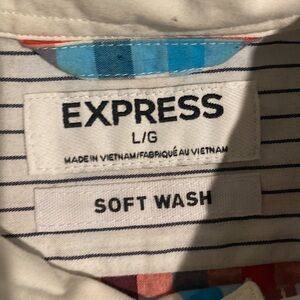 EXPRESS
L/G
MADE IN VIETNAM/FABRIQUÉ AU VIETNAM
SOFT WASH